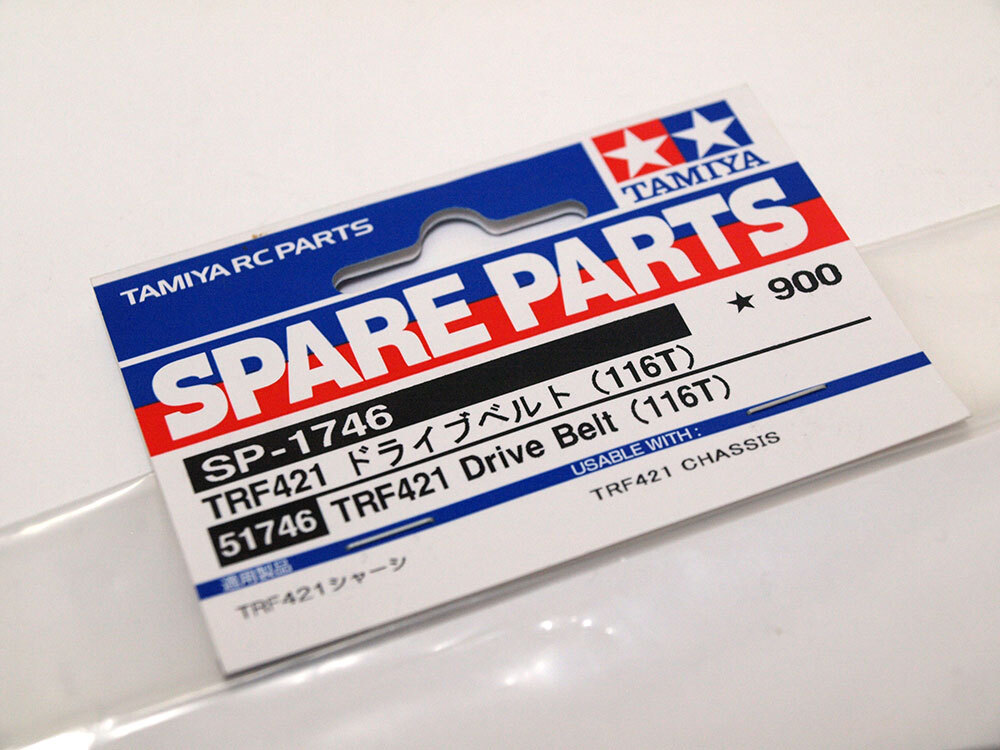 TAMIYA RC PARTS
TAMIYA
SPARE PARTS
SP-1746
★ 900
TRF421 ドライブベルト (116T)
51746 TRF421 Drive Belt (116T)
適用製品
USABLE WITH :
TRF421シャーシ
TRF421 CHASSIS